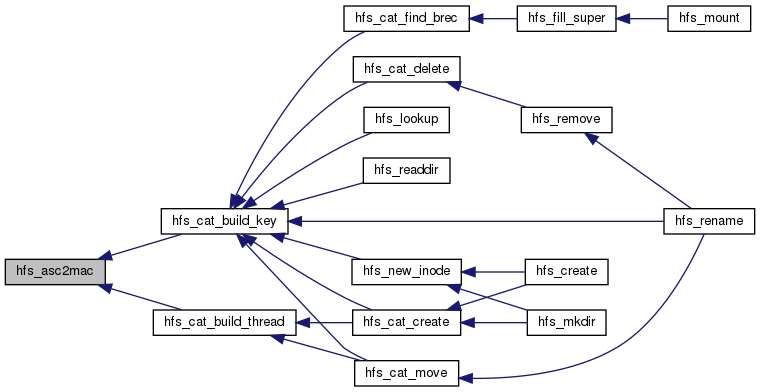 hfs_cat_find_brec
hfs_fill_super
hfs_mount
hfs_cat_delete
hfs_lookup
hfs_remove
hfs_readdir
hfs_cat_build_key
hfs_rename
hfs_asc2mac
hfs_new_inode
hfs_create
hfs_cat_build_thread
hfs_cat_create
hfs_mkdir
hfs_cat_move